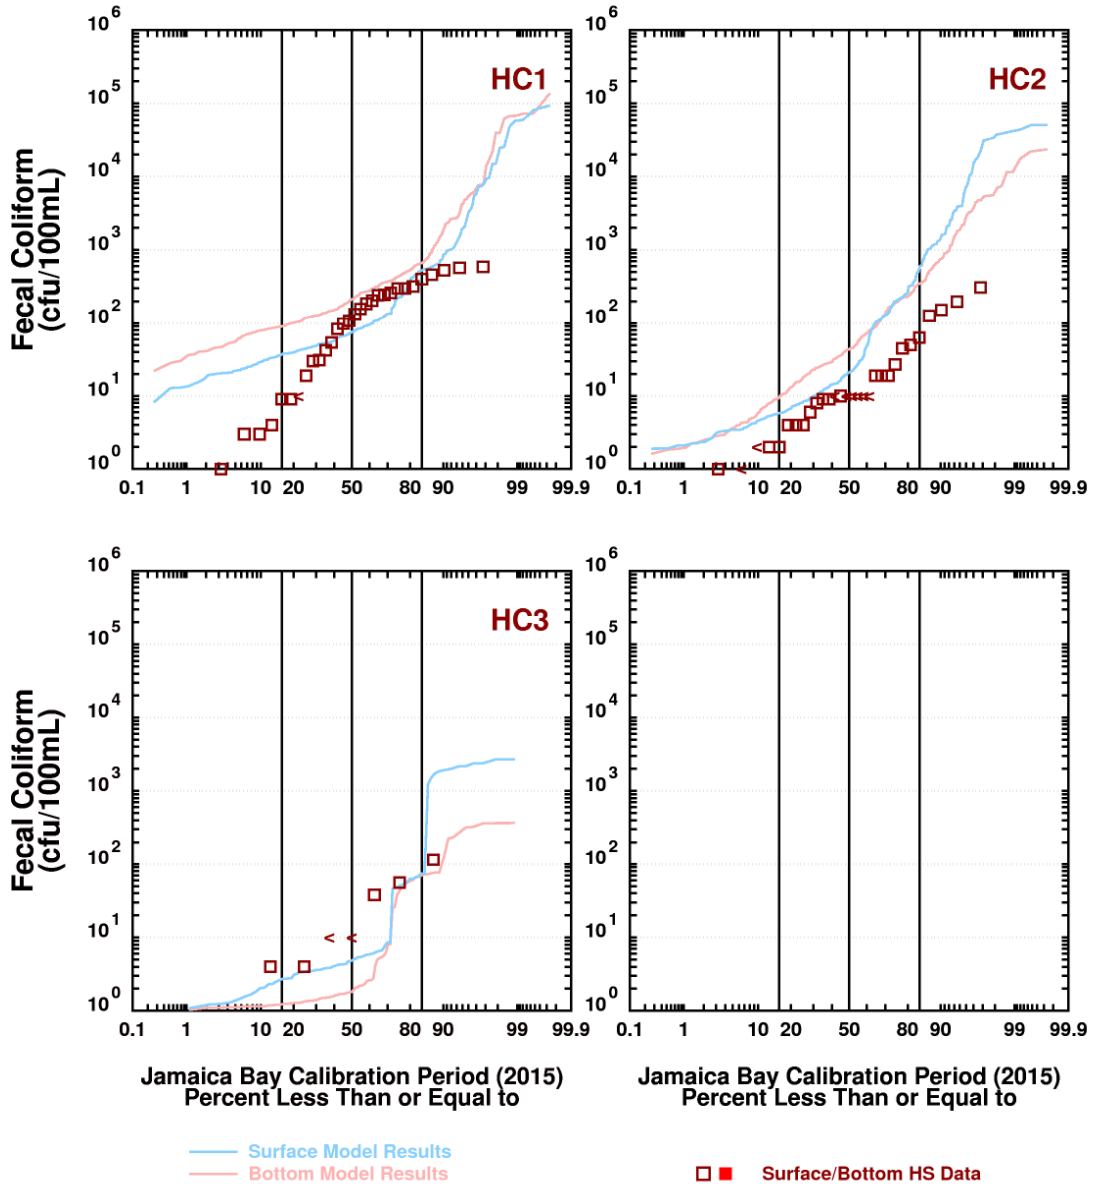 10^6 10^6
10^5 HC1 10^5 HC2
10^4 10^4
10^3 10^3
10^2 10^2
10^1 10^1
10^0 10^0
Fecal Coliform
(cfu/100mL)
0.1 1 10 20 50 80 90 99 99.9 0.1 1 10 20 50 80 90 99 99.9
10^6 10^6
10^5 HC3 10^5
10^4 10^4
10^3 10^3
10^2 10^2
10^1 10^1
10^0 10^0
Fecal Coliform
(cfu/100mL)
0.1 1 10 20 50 80 90 99 99.9 0.1 1 10 20 50 80 90 99 99.9
Jamaica Bay Calibration Period (2015) Jamaica Bay Calibration Period (2015)
Percent Less Than or Equal to Percent Less Than or Equal to
Surface Model Results
Bottom Model Results
Surface/Bottom HS Data